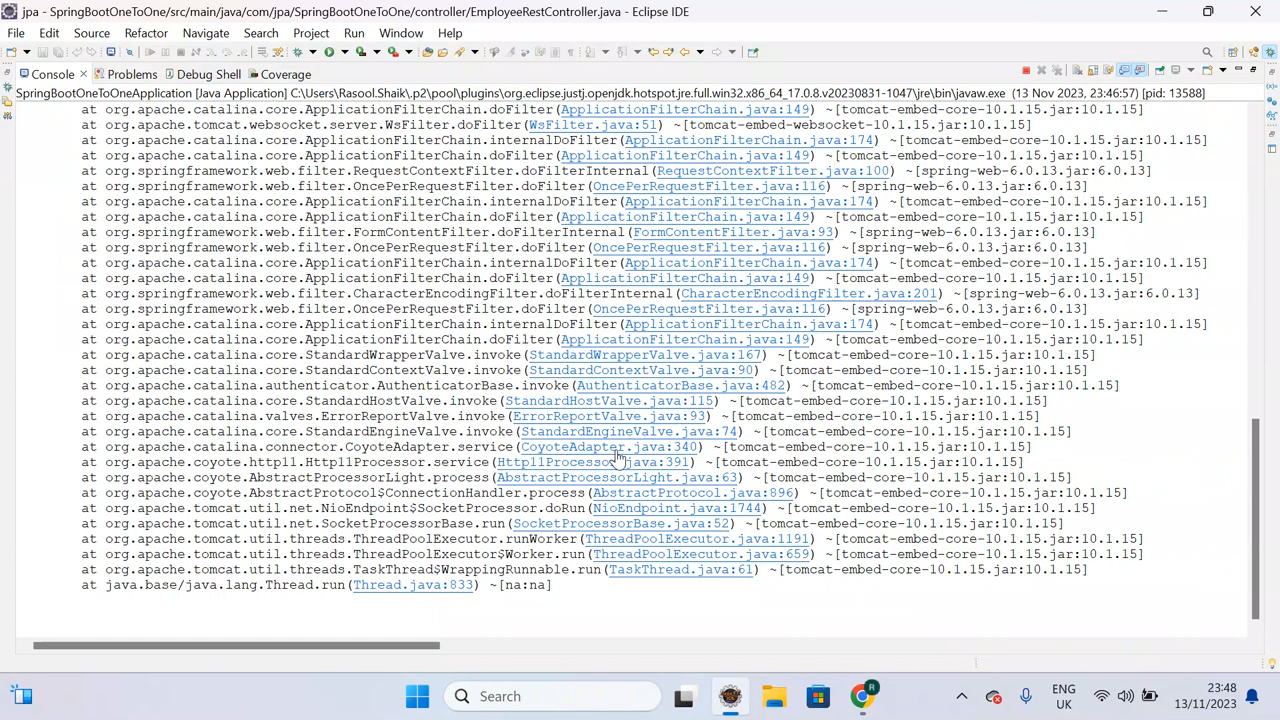 jpa - SpringBootOneToOne/src/main/java/com/jpa/SpringBootOneToOne/controller/EmployeeRestController.java - Eclipse IDE
File Edit Source Refactor Navigate Search Project Run Window Help
Console Problems Debug Shell Coverage
SpringBootOneToOneApplication [Java Application] C:\Users\Rasool.Shaik\.p2\pool\plugins\org.eclipse.justj.openjdk.hotspot.jre.full.win32.x86_64_17.0.8.v20230831-1047\jre\bin\javaw.exe (13 Nov 2023, 23:46:57) [pid: 13588]
at org.apache.catalina.core.ApplicationFilterChain.doFilter(ApplicationFilterChain.java:149) ~[tomcat-embed-core-10.1.15.jar:10.1.15]
at org.apache.tomcat.websocket.server.WsFilter.doFilter(WsFilter.java:51) ~[tomcat-embed-websocket-10.1.15.jar:10.1.15]
at org.apache.catalina.core.ApplicationFilterChain.internalDoFilter(ApplicationFilterChain.java:174) ~[tomcat-embed-core-10.1.15.jar:10.1.15]
at org.apache.catalina.core.ApplicationFilterChain.doFilter(ApplicationFilterChain.java:149) ~[tomcat-embed-core-10.1.15.jar:10.1.15]
at org.springframework.web.filter.RequestContextFilter.doFilterInternal(RequestContextFilter.java:100) ~[spring-web-6.0.13.jar:6.0.13]
at org.springframework.web.filter.OncePerRequestFilter.doFilter(OncePerRequestFilter.java:116) ~[spring-web-6.0.13.jar:6.0.13]
at org.apache.catalina.core.ApplicationFilterChain.internalDoFilter(ApplicationFilterChain.java:174) ~[tomcat-embed-core-10.1.15.jar:10.1.15]
at org.apache.catalina.core.ApplicationFilterChain.doFilter(ApplicationFilterChain.java:149) ~[tomcat-embed-core-10.1.15.jar:10.1.15]
at org.springframework.web.filter.FormContentFilter.doFilterInternal(FormContentFilter.java:93) ~[spring-web-6.0.13.jar:6.0.13]
at org.springframework.web.filter.OncePerRequestFilter.doFilter(OncePerRequestFilter.java:116) ~[spring-web-6.0.13.jar:6.0.13]
at org.apache.catalina.core.ApplicationFilterChain.internalDoFilter(ApplicationFilterChain.java:174) ~[tomcat-embed-core-10.1.15.jar:10.1.15]
at org.apache.catalina.core.ApplicationFilterChain.doFilter(ApplicationFilterChain.java:149) ~[tomcat-embed-core-10.1.15.jar:10.1.15]
at org.springframework.web.filter.CharacterEncodingFilter.doFilterInternal(CharacterEncodingFilter.java:201) ~[spring-web-6.0.13.jar:6.0.13]
at org.springframework.web.filter.OncePerRequestFilter.doFilter(OncePerRequestFilter.java:116) ~[spring-web-6.0.13.jar:6.0.13]
at org.apache.catalina.core.ApplicationFilterChain.internalDoFilter(ApplicationFilterChain.java:174) ~[tomcat-embed-core-10.1.15.jar:10.1.15]
at org.apache.catalina.core.ApplicationFilterChain.doFilter(ApplicationFilterChain.java:149) ~[tomcat-embed-core-10.1.15.jar:10.1.15]
at org.apache.catalina.core.StandardWrapperValve.invoke(StandardWrapperValve.java:167) ~[tomcat-embed-core-10.1.15.jar:10.1.15]
at org.apache.catalina.core.StandardContextValve.invoke(StandardContextValve.java:90) ~[tomcat-embed-core-10.1.15.jar:10.1.15]
at org.apache.catalina.authenticator.AuthenticatorBase.invoke(AuthenticatorBase.java:482) ~[tomcat-embed-core-10.1.15.jar:10.1.15]
at org.apache.catalina.core.StandardHostValve.invoke(StandardHostValve.java:115) ~[tomcat-embed-core-10.1.15.jar:10.1.15]
at org.apache.catalina.valves.ErrorReportValve.invoke(ErrorReportValve.java:93) ~[tomcat-embed-core-10.1.15.jar:10.1.15]
at org.apache.catalina.core.StandardEngineValve.invoke(StandardEngineValve.java:74) ~[tomcat-embed-core-10.1.15.jar:10.1.15]
at org.apache.catalina.connector.CoyoteAdapter.service(CoyoteAdapter.java:340) ~[tomcat-embed-core-10.1.15.jar:10.1.15]
at org.apache.coyote.http11.Http11Processor.service(Http11Processor.java:391) ~[tomcat-embed-core-10.1.15.jar:10.1.15]
at org.apache.coyote.AbstractProcessorLight.process(AbstractProcessorLight.java:63) ~[tomcat-embed-core-10.1.15.jar:10.1.15]
at org.apache.coyote.AbstractProtocol$ConnectionHandler.process(AbstractProtocol.java:896) ~[tomcat-embed-core-10.1.15.jar:10.1.15]
at org.apache.tomcat.util.net.NioEndpoint$SocketProcessor.doRun(NioEndpoint.java:1744) ~[tomcat-embed-core-10.1.15.jar:10.1.15]
at org.apache.tomcat.util.net.SocketProcessorBase.run(SocketProcessorBase.java:52) ~[tomcat-embed-core-10.1.15.jar:10.1.15]
at org.apache.tomcat.util.threads.ThreadPoolExecutor.runWorker(ThreadPoolExecutor.java:1191) ~[tomcat-embed-core-10.1.15.jar:10.1.15]
at org.apache.tomcat.util.threads.ThreadPoolExecutor$Worker.run(ThreadPoolExecutor.java:659) ~[tomcat-embed-core-10.1.15.jar:10.1.15]
at org.apache.tomcat.util.threads.TaskThread$WrappingRunnable.run(TaskThread.java:61) ~[tomcat-embed-core-10.1.15.jar:10.1.15]
at java.base/java.lang.Thread.run(Thread.java:833) ~[na:na]
Search
R
ENG
UK
23:48
13/11/2023